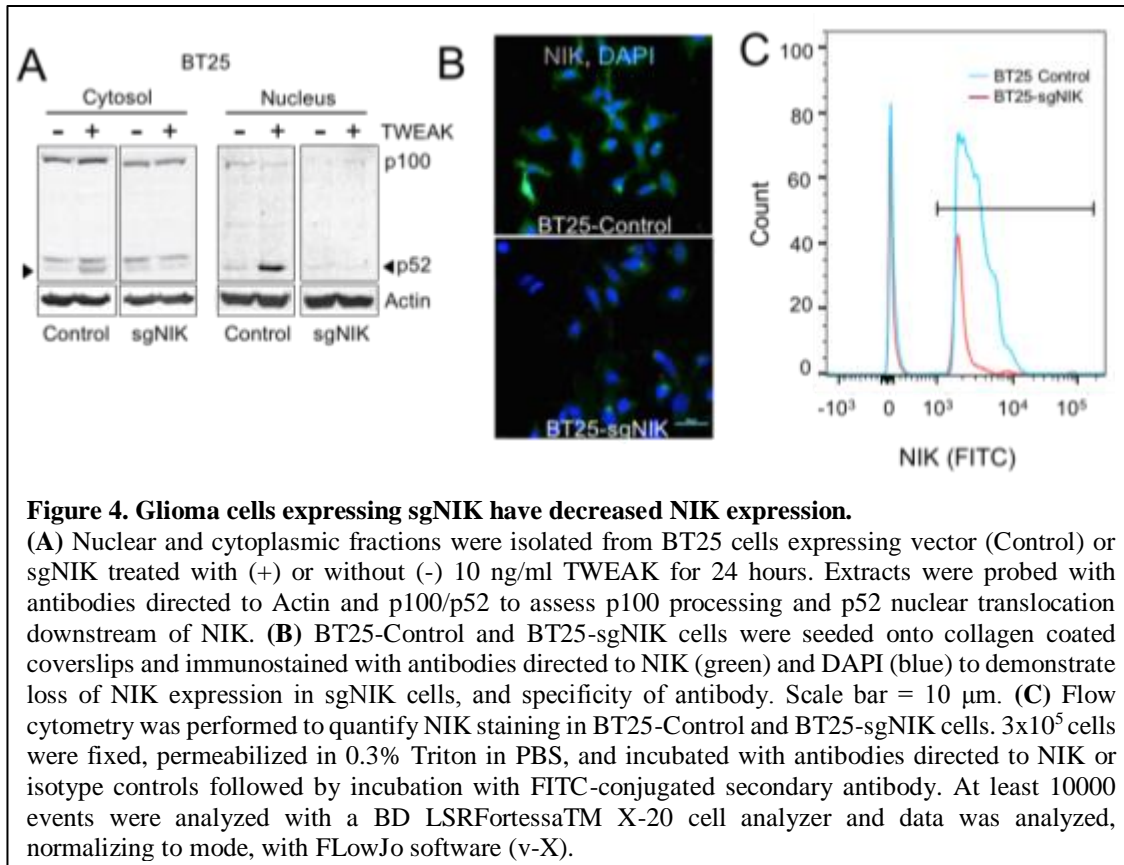 A
BT25
Cytosol
Nucleus
- + - +
- + - +
TWEAK
p100
p52
Actin
Control sgNIK
Control sgNIK
B
NIK, DAPI
BT25-Control
BT25-sgNIK
C
100
80
60
40
20
0
Count
BT25 Control
BT25-sgNIK
-10³ 0 10³ 10⁴ 10⁵
NIK (FITC)
Figure 4. Glioma cells expressing sgNIK have decreased NIK expression.
(A) Nuclear and cytoplasmic fractions were isolated from BT25 cells expressing vector (Control) or
sgNIK treated with (+) or without (-) 10 ng/ml TWEAK for 24 hours. Extracts were probed with
antibodies directed to Actin and p100/p52 to assess p100 processing and p52 nuclear translocation
downstream of NIK. (B) BT25-Control and BT25-sgNIK cells were seeded onto collagen coated
coverslips and immunostained with antibodies directed to NIK (green) and DAPI (blue) to demonstrate
loss of NIK expression in sgNIK cells, and specificity of antibody. Scale bar = 10 μm. (C) Flow
cytometry was performed to quantify NIK staining in BT25-Control and BT25-sgNIK cells. 3x10⁵ cells
were fixed, permeabilized in 0.3% Triton in PBS, and incubated with antibodies directed to NIK or
isotype controls followed by incubation with FITC-conjugated secondary antibody. At least 10000
events were analyzed with a BD LSRFortessaTM X-20 cell analyzer and data was analyzed,
normalizing to mode, with FLowJo software (v-X).